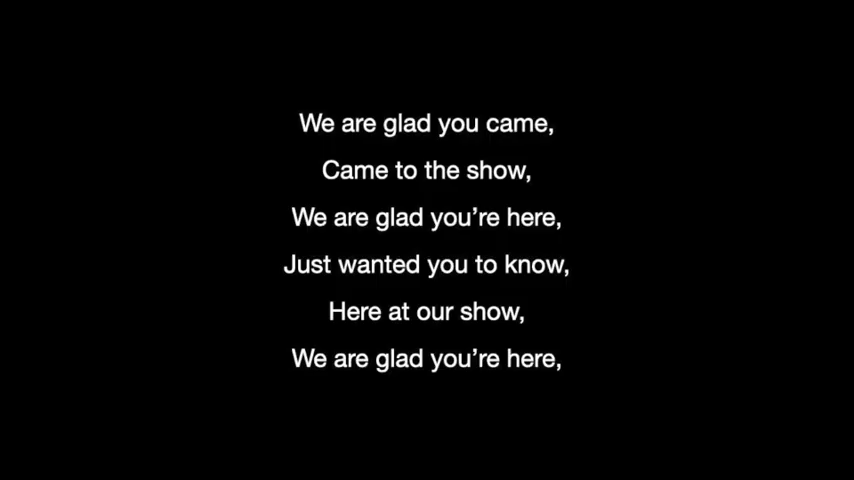 We are glad you came,
Came to the show,
We are glad you’re here,
Just wanted you to know,
Here at our show,
We are glad you’re here,